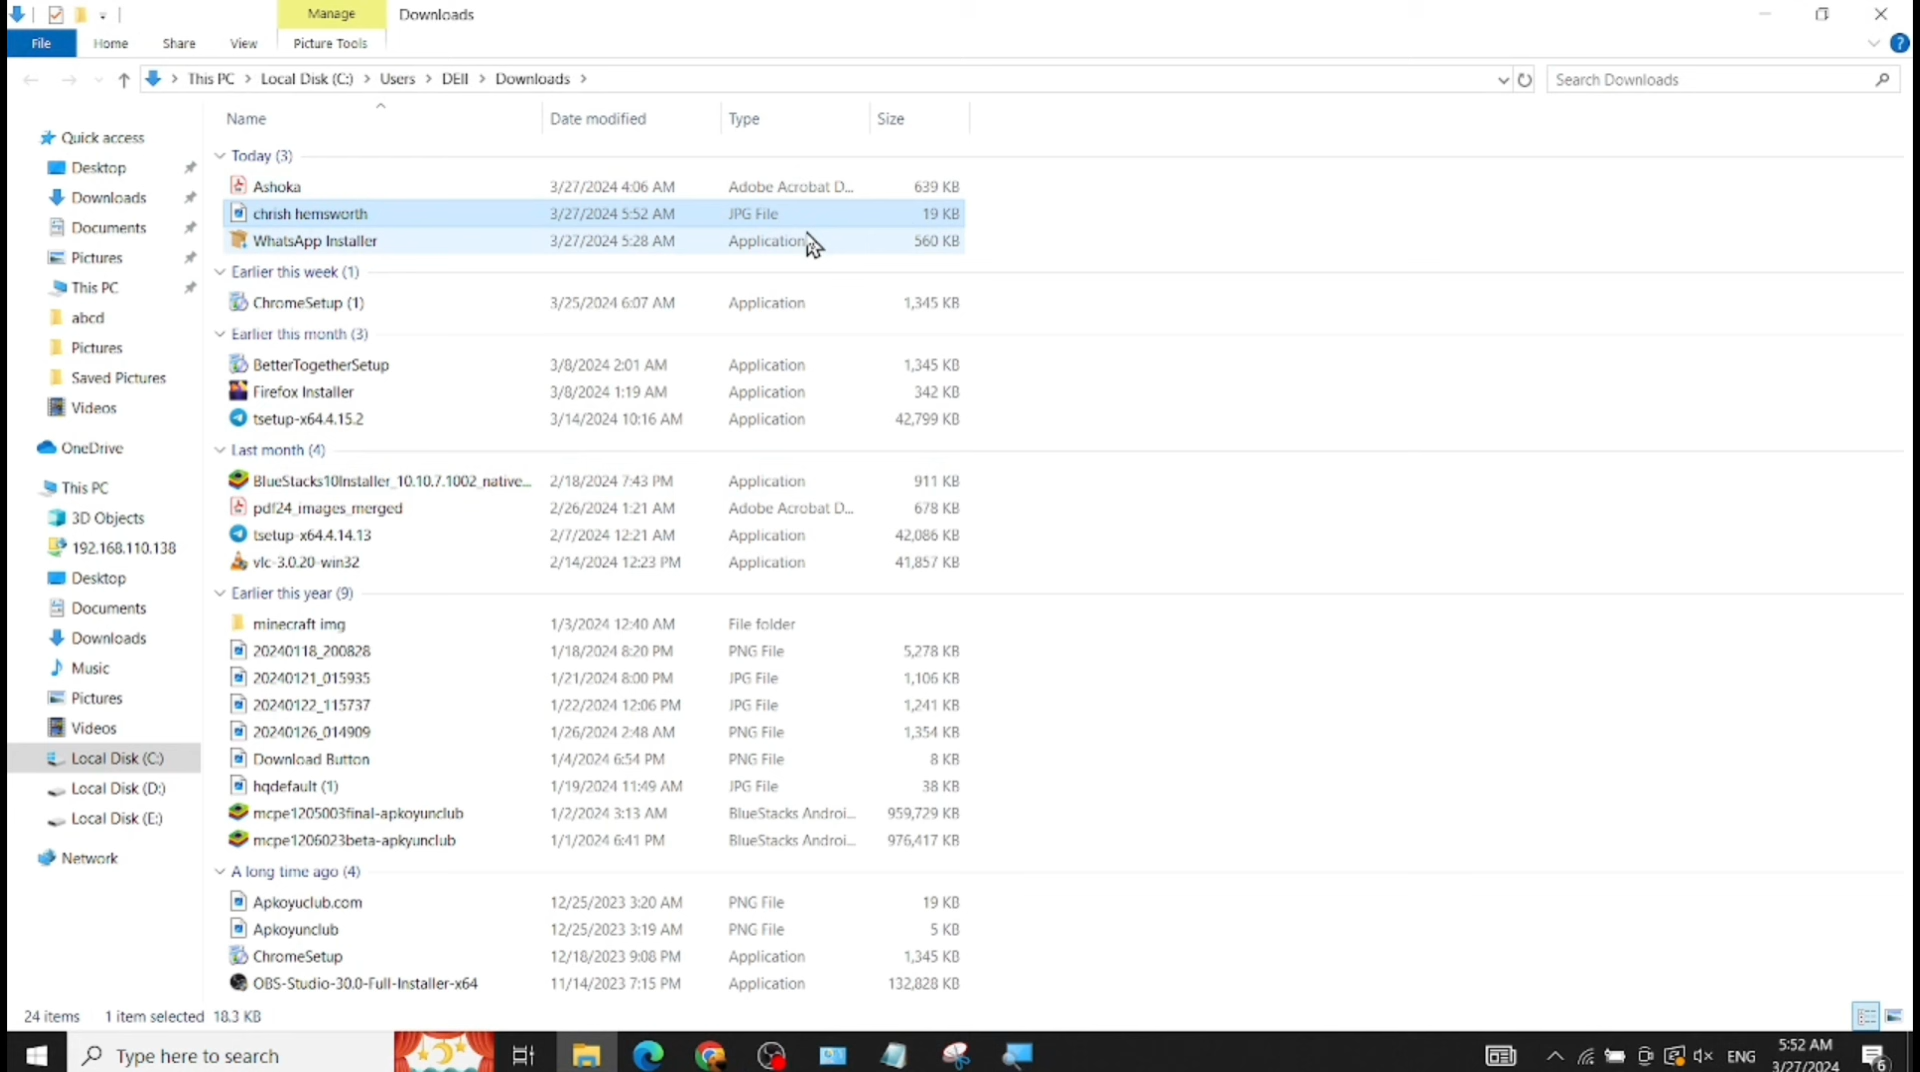 Manage Downloads
File Home Share View Picture Tools
This PC > Local Disk (C:) > Users > DEll > Downloads > Search Downloads
Name Date modified Type Size
Quick access
Desktop
Downloads
Documents
Pictures
This PC
abcd
Pictures
Saved Pictures
Videos
OneDrive
This PC
3D Objects
192.168.110.138
Desktop
Documents
Downloads
Music
Pictures
Videos
Local Disk (C:)
Local Disk (D:)
Local Disk (E:)
Network
Today (3)
Ashoka 3/27/2024 4:06 AM Adobe Acrobat D... 639 KB
chrish hemsworth 3/27/2024 5:52 AM JPG File 19 KB
WhatsApp Installer 3/27/2024 5:28 AM Application 560 KB
Earlier this week (1)
ChromeSetup (1) 3/25/2024 6:07 AM Application 1,345 KB
Earlier this month (3)
BetterTogetherSetup 3/8/2024 2:01 AM Application 1,345 KB
Firefox Installer 3/8/2024 1:19 AM Application 342 KB
tsetup-x64.4.15.2 3/14/2024 10:16 AM Application 42,799 KB
Last month (4)
BlueStacks10Installer_10.10.7.1002_native... 2/18/2024 7:43 PM Application 911 KB
pdf24_images_merged 2/26/2024 1:21 AM Adobe Acrobat D... 678 KB
tsetup-x64.4.14.13 2/7/2024 12:21 AM Application 42,086 KB
vlc-3.0.20-win32 2/14/2024 12:23 PM Application 41,857 KB
Earlier this year (9)
minecraft img 1/3/2024 12:40 AM File folder
20240118_200828 1/18/2024 8:20 PM PNG File 5,278 KB
20240121_015935 1/21/2024 8:00 PM JPG File 1,106 KB
20240122_115737 1/22/2024 12:06 PM JPG File 1,241 KB
20240126_014909 1/26/2024 2:48 AM PNG File 1,354 KB
Download Button 1/4/2024 6:54 PM PNG File 8 KB
hqdefault (1) 1/19/2024 11:49 AM JPG File 38 KB
mcpe1205003final-apkoyunclub 1/2/2024 3:13 AM BlueStacks Androi... 959,729 KB
mcpe1206023beta-apkyunclub 1/1/2024 6:41 PM BlueStacks Androi... 976,417 KB
A long time ago (4)
Apkoyuclub.com 12/25/2023 3:20 AM PNG File 19 KB
Apkoyunclub 12/25/2023 3:19 AM PNG File 5 KB
ChromeSetup 12/18/2023 9:08 PM Application 1,345 KB
OBS-Studio-30.0-Full-Installer-x64 11/14/2023 7:15 PM Application 132,828 KB
24 items 1 item selected 18.3 KB
Type here to search ENG 5:52 AM
3/27/2024 6